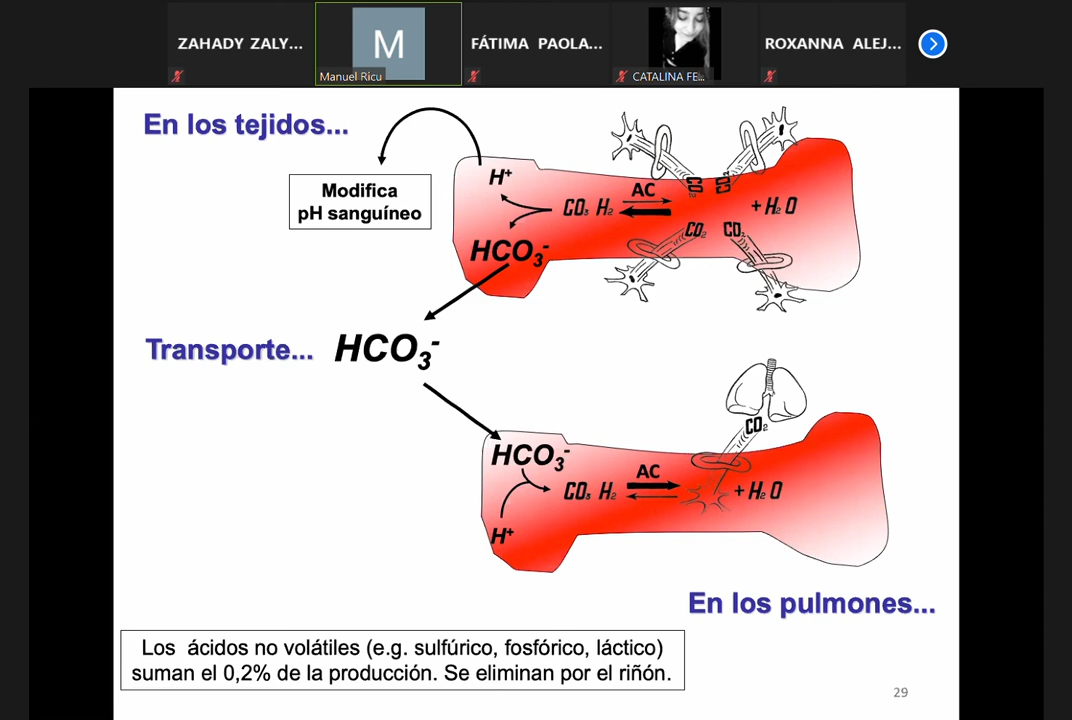 ZAHADY ZALY...
M
Manuel Ricu
FÁTIMA PAOLA...
CATALINA FE...
ROXANNA ALEJ...
En los tejidos...
Modifica
pH sanguíneo
H+
CO3 H2
AC
CO2
CO2
+ H2O
HCO3-
CO2
CO2
Transporte...
HCO3-
CO2
HCO3-
AC
CO3 H2
+ H2O
H+
En los pulmones...
Los ácidos no volátiles (e.g. sulfúrico, fosfórico, láctico)
suman el 0,2% de la producción. Se eliminan por el riñón.
29